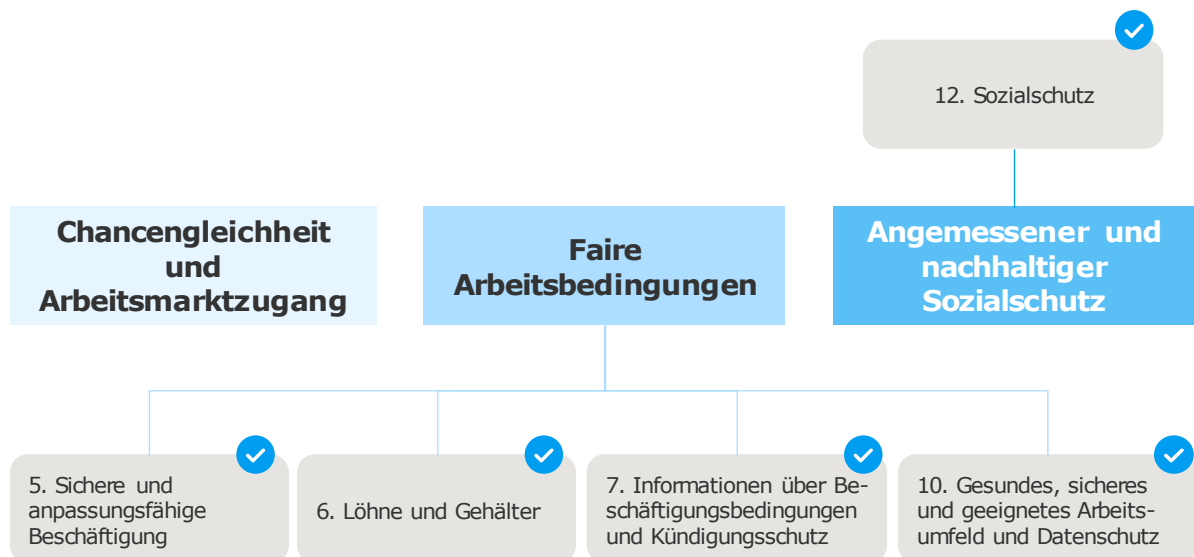 12. Sozialschutz
Chancengleichheit
und
Arbeitsmarktzugang
Faire
Arbeitsbedingungen
Angemessener und
nachhaltiger
Sozialschutz
5. Sichere und
anpassungsfähige
Beschäftigung
6. Löhne und Gehälter
7. Informationen über Be-
schäftigungsbedingungen
und Kündigungsschutz
10. Gesundes, sicheres
und geeignetes Arbeits-
umfeld und Datenschutz